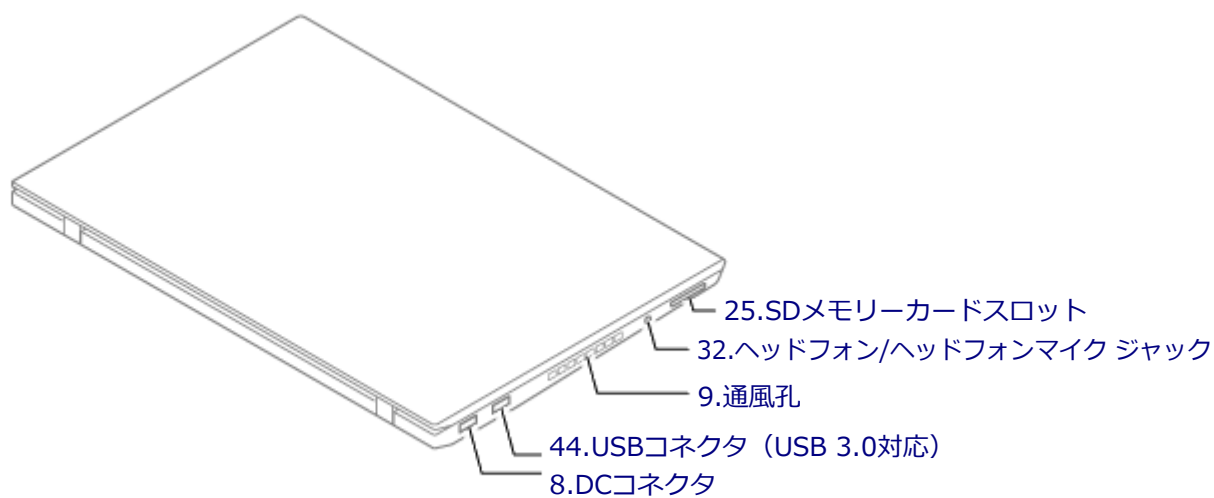 25.SDメモリーカードスロット
32.ヘッドフォン/ヘッドフォンマイク ジャック
9.通風孔
44.USBコネクタ（USB 3.0対応）
8.DCコネクタ